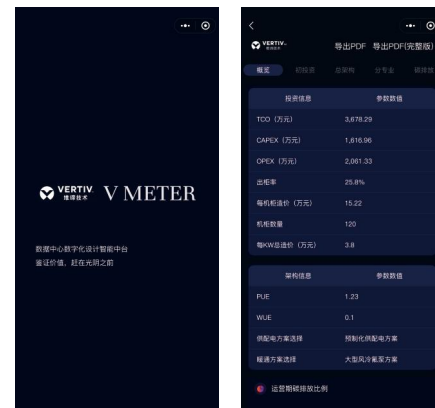 VERTIV.
维谛技术
V METER
数据中心数字化设计智能中台
鉴证价值，赶在光阴之前
VERTIV.
维谛技术
导出PDF 导出PDF(完整版)
概览 初投资 总架构 分专业 碳排放
投资信息 参数数值
TCO（万元） 3,678.29
CAPEX（万元） 1,616.96
OPEX（万元） 2,061.33
出柜率 25.8%
每机柜造价（万元） 15.22
机柜数量 120
每KW总造价（万元） 3.8
架构信息 参数数值
PUE 1.23
WUE 0.1
供配电方案选择 预制化供配电方案
暖通方案选择 大型风冷氟泵方案
运营期碳排放比例